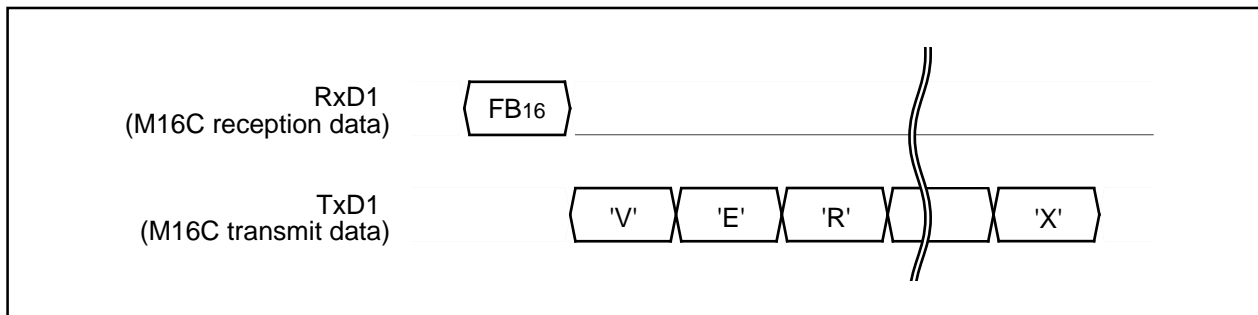 RxD1
(M16C reception data)
FB16
TxD1
(M16C transmit data)
'V' 'E' 'R' 'X'